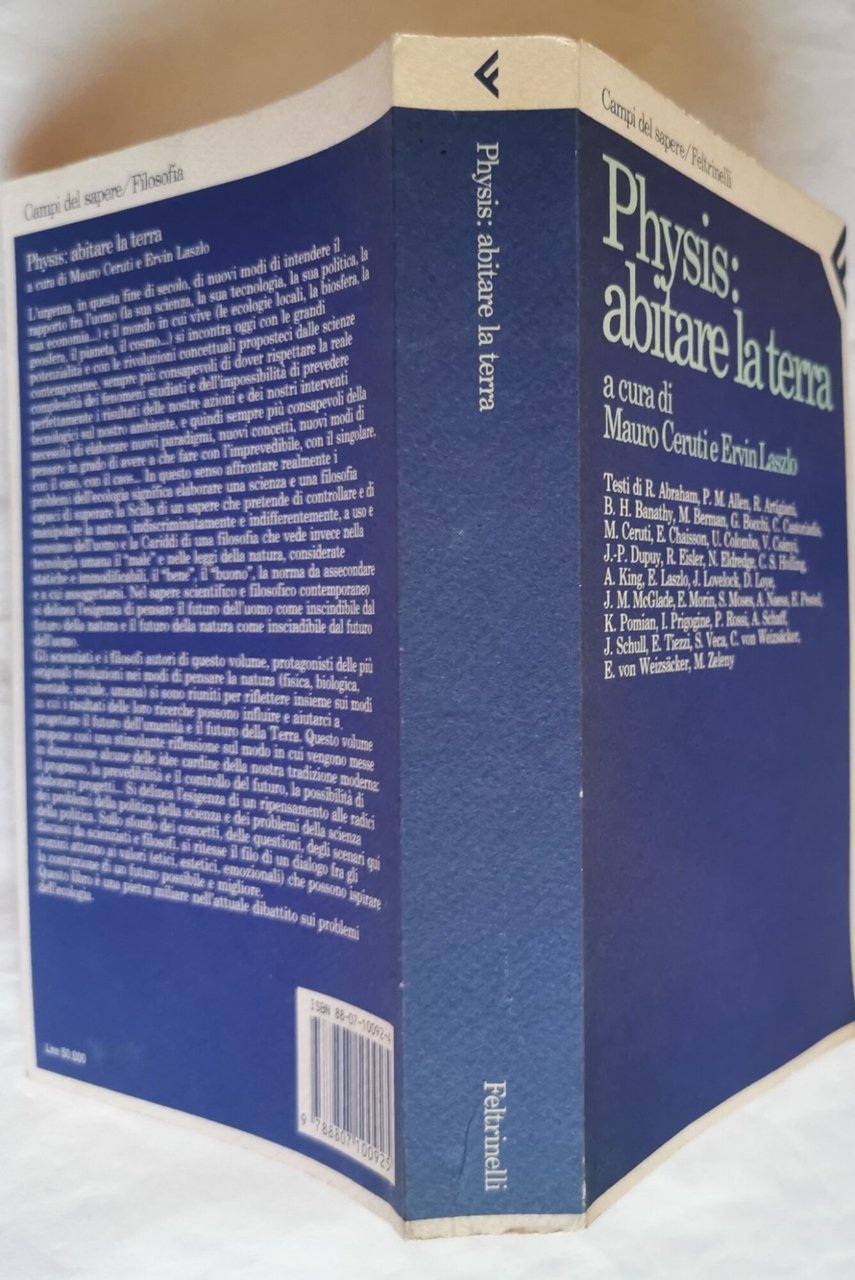 Campi del sapere/Filosofia
Physis: abitare la terra
a cura di Mauro Ceruti e Ervin Laszlo
L'urgenza, in questa fine di secolo, di nuovi modi di intendere il
rapporto fra l'uomo (la sua scienza, la sua tecnologia, la sua politica, la
sua economia...) e il mondo in cui vive (le ecologie locali, la biosfera, la
geosfera, il pianeta, il cosmo...) si incontra oggi con le grandi
potenzialità e con le rivoluzioni concettuali proposteci dalle scienze
contemporanee, sempre più consapevoli di dover rispettare la reale
complessità dei fenomeni studiati e dell'impossibilità di prevedere
perfettamente i risultati delle nostre azioni e dei nostri interventi
tecnologici sul nostro ambiente, e quindi sempre più consapevoli della
necessità di elaborare nuovi paradigmi, nuovi concetti, nuovi modi di
pensare in grado di avere a che fare con l'imprevedibile, con il singolare,
con il caso, con il caos... In questo senso affrontare realmente i
problemi dell'ecologia significa elaborare una scienza e una filosofia
capaci di superare la Scilla di un sapere che pretende di controllare e di
manipolare la natura, indiscriminatamente e indifferentemente, a uso e
consumo dell'uomo e la Cariddi di una filosofia che vede invece nella
tecnologia umana il "male" e nelle leggi della natura, considerate
statiche e immodificabili, il "bene", il "buono", la norma da assecondare
e a cui assoggettarsi. Nel sapere scientifico e filosofico contemporaneo
si delinea l'esigenza di pensare il futuro dell'uomo come inscindibile dal
futuro della natura e il futuro della natura come inscindibile dal futuro
dell'uomo.
Gli scienziati e i filosofi autori di questo volume, protagonisti delle più
originali rivoluzioni nei modi di pensare la natura (fisica, biologica,
mentale, sociale, umana) si sono riuniti per riflettere insieme sui modi
in cui i risultati delle loro ricerche possono influire e aiutarci a
progettare il futuro dell'umanità e il futuro della Terra. Questo volume
propone così una stimolante riflessione sul modo in cui vengono messe
in discussione alcune delle idee cardine della nostra tradizione moderna:
il progresso, la prevedibilità e il controllo del futuro, la possibilità di
elaborare progetti... Si delinea l'esigenza di un ripensamento alle radici
dei problemi della politica della scienza e dei problemi della scienza
della politica. Sullo sfondo dei concetti, delle questioni, degli scenari qui
discussi da scienziati e filosofi, si ritesse il filo di un dialogo fra gli
uomini attorno ai valori (etici, estetici, emozionali) che possono ispirare
la costruzione di un futuro possibile e migliore.
Questo libro è una pietra miliare nell'attuale dibattito sui problemi
dell'ecologia.
Lire 50.000
ISBN 88-07-10092-4
9 788807 100925
Physis: abitare la terra
Feltrinelli
Campi del sapere/Feltrinelli
Physis:
abitare la terra
a cura di
Mauro Ceruti e Ervin Laszlo
Testi di R. Abraham, P. M. Allen, R. Artigiani,
B. H. Banathy, M. Berman, G. Bocchi, C. Castoriadis,
M. Ceruti, E. Chaisson, U. Colombo, V. Csányi,
J.-P. Dupuy, R. Eisler, N. Eldredge, C. S. Holling,
A. King, E. Laszlo, J. Lovelock, D. Loye,
J. M. McGlade, E. Morin, S. Moses, A. Naess, E. Pestel,
K. Pomian, I. Prigogine, P. Rossi, A. Schaff,
J. Schull, E. Tiezzi, S. Veca, C. von Weizsäcker,
E. von Weizsäcker, M. Zeleny